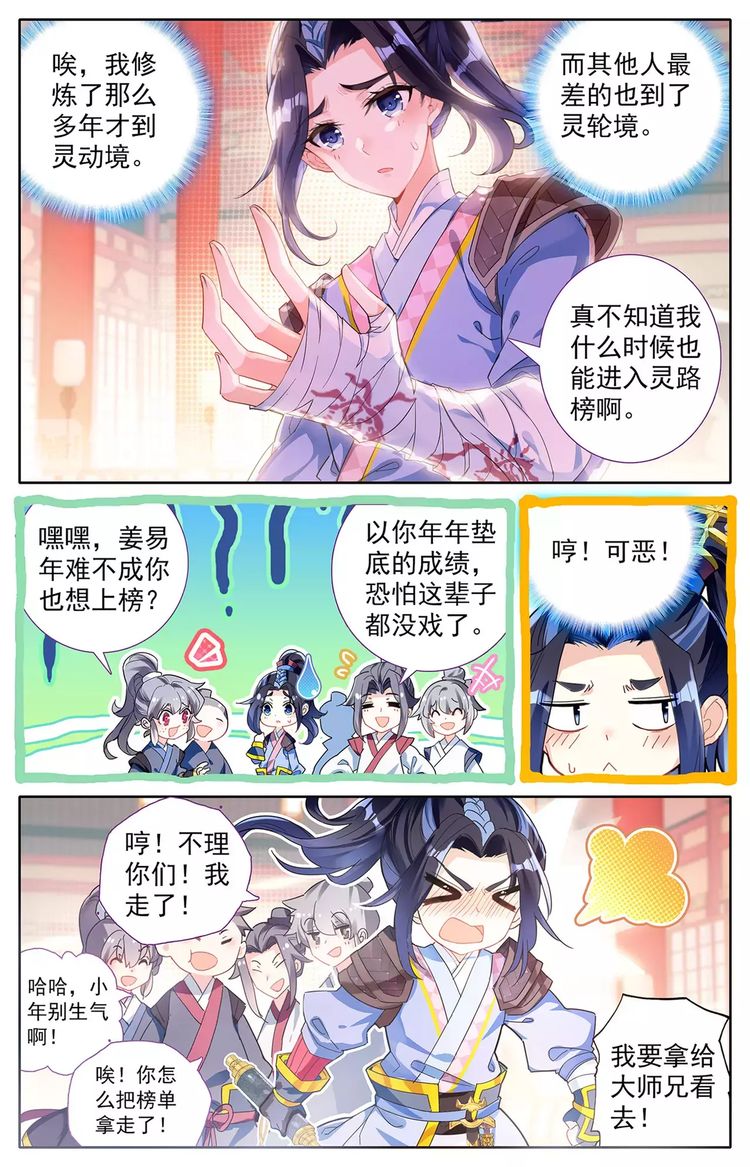 唉，我修
炼了那么
多年才到
灵动境。
而其他人最
差的也到了
灵轮境。
真不知道我
什么时候也
能进入灵路
榜啊。
嘿嘿，姜易
年难不成你
也想上榜？
以你年年垫
底的成绩，
恐怕这辈子
都没戏了。
哼！可恶！
哼！不理
你们！我
走了！
哈哈，小
年别生气
啊！
唉！你怎
么把榜单
拿走了！
我要拿给
大师兄看
去！